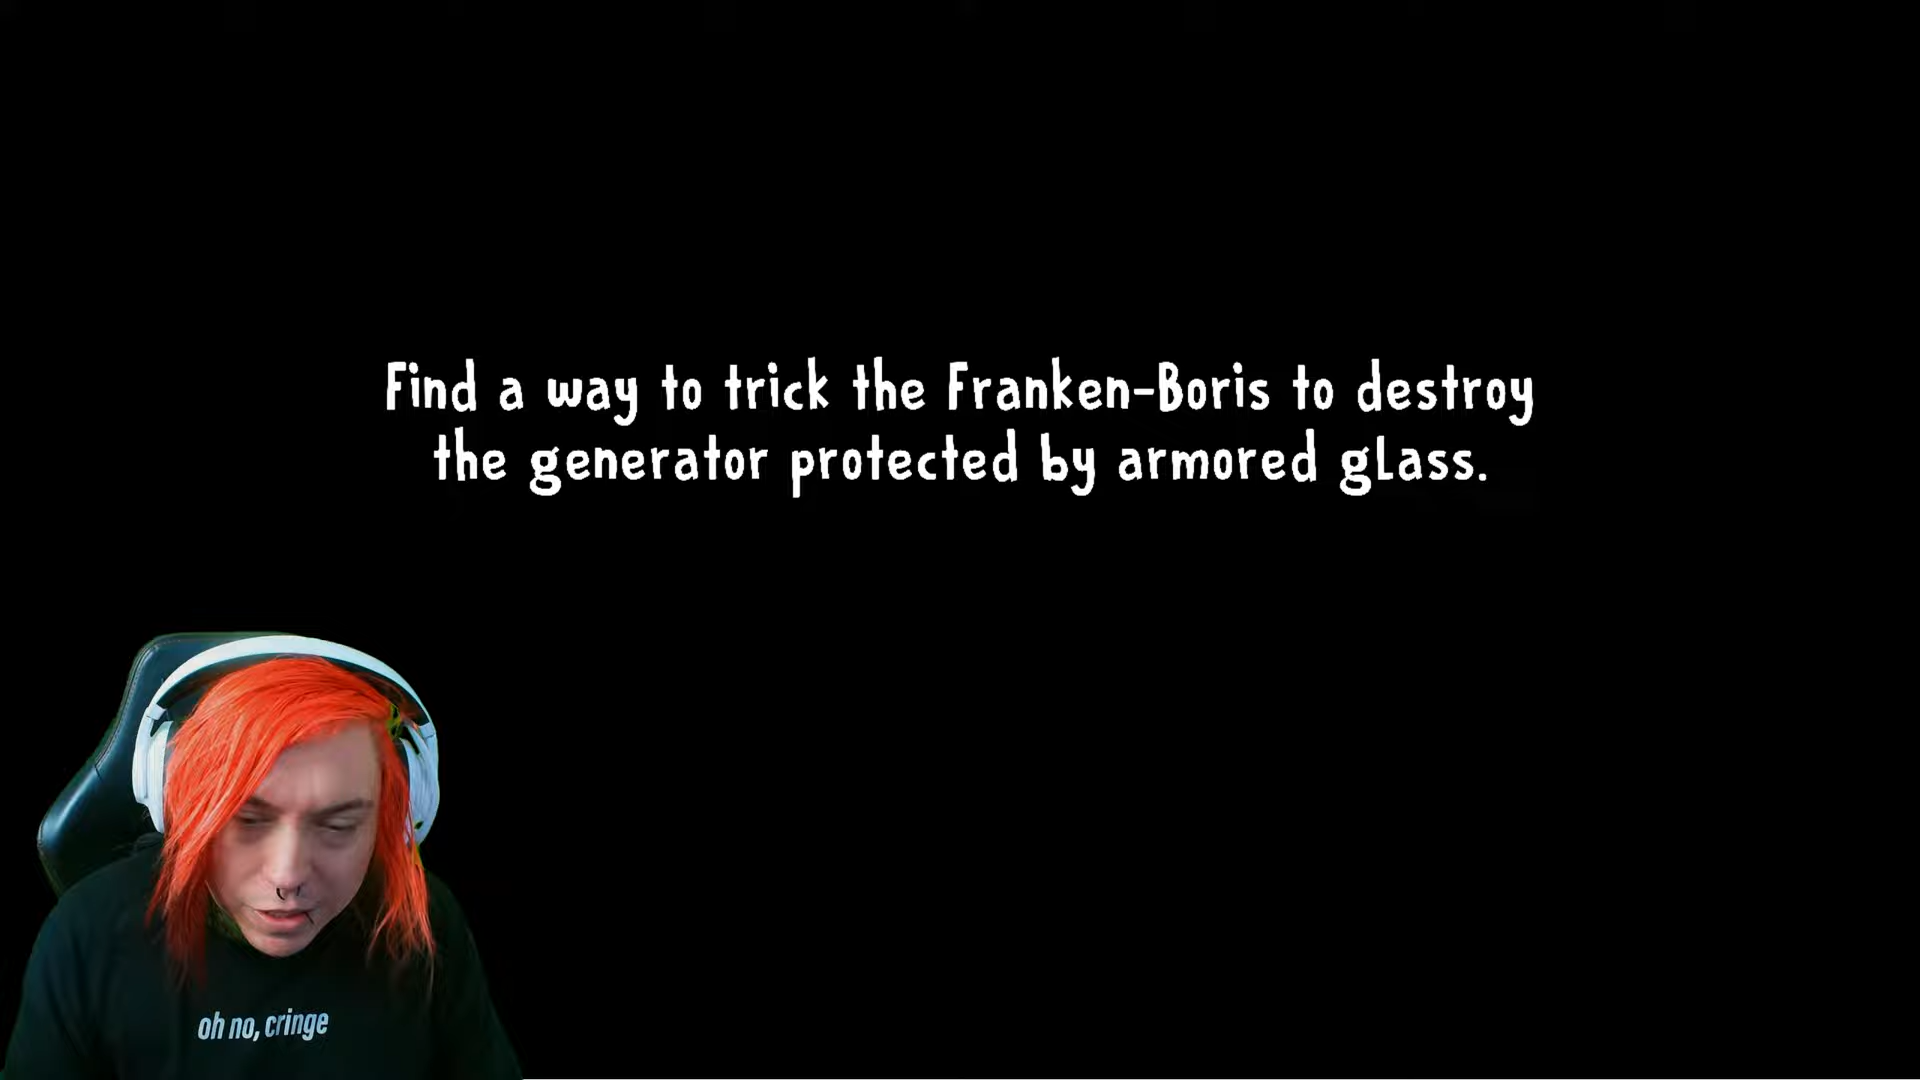 Find a way to trick the Franken-Boris to destroy
the generator protected by armored glass.
oh no, cringe